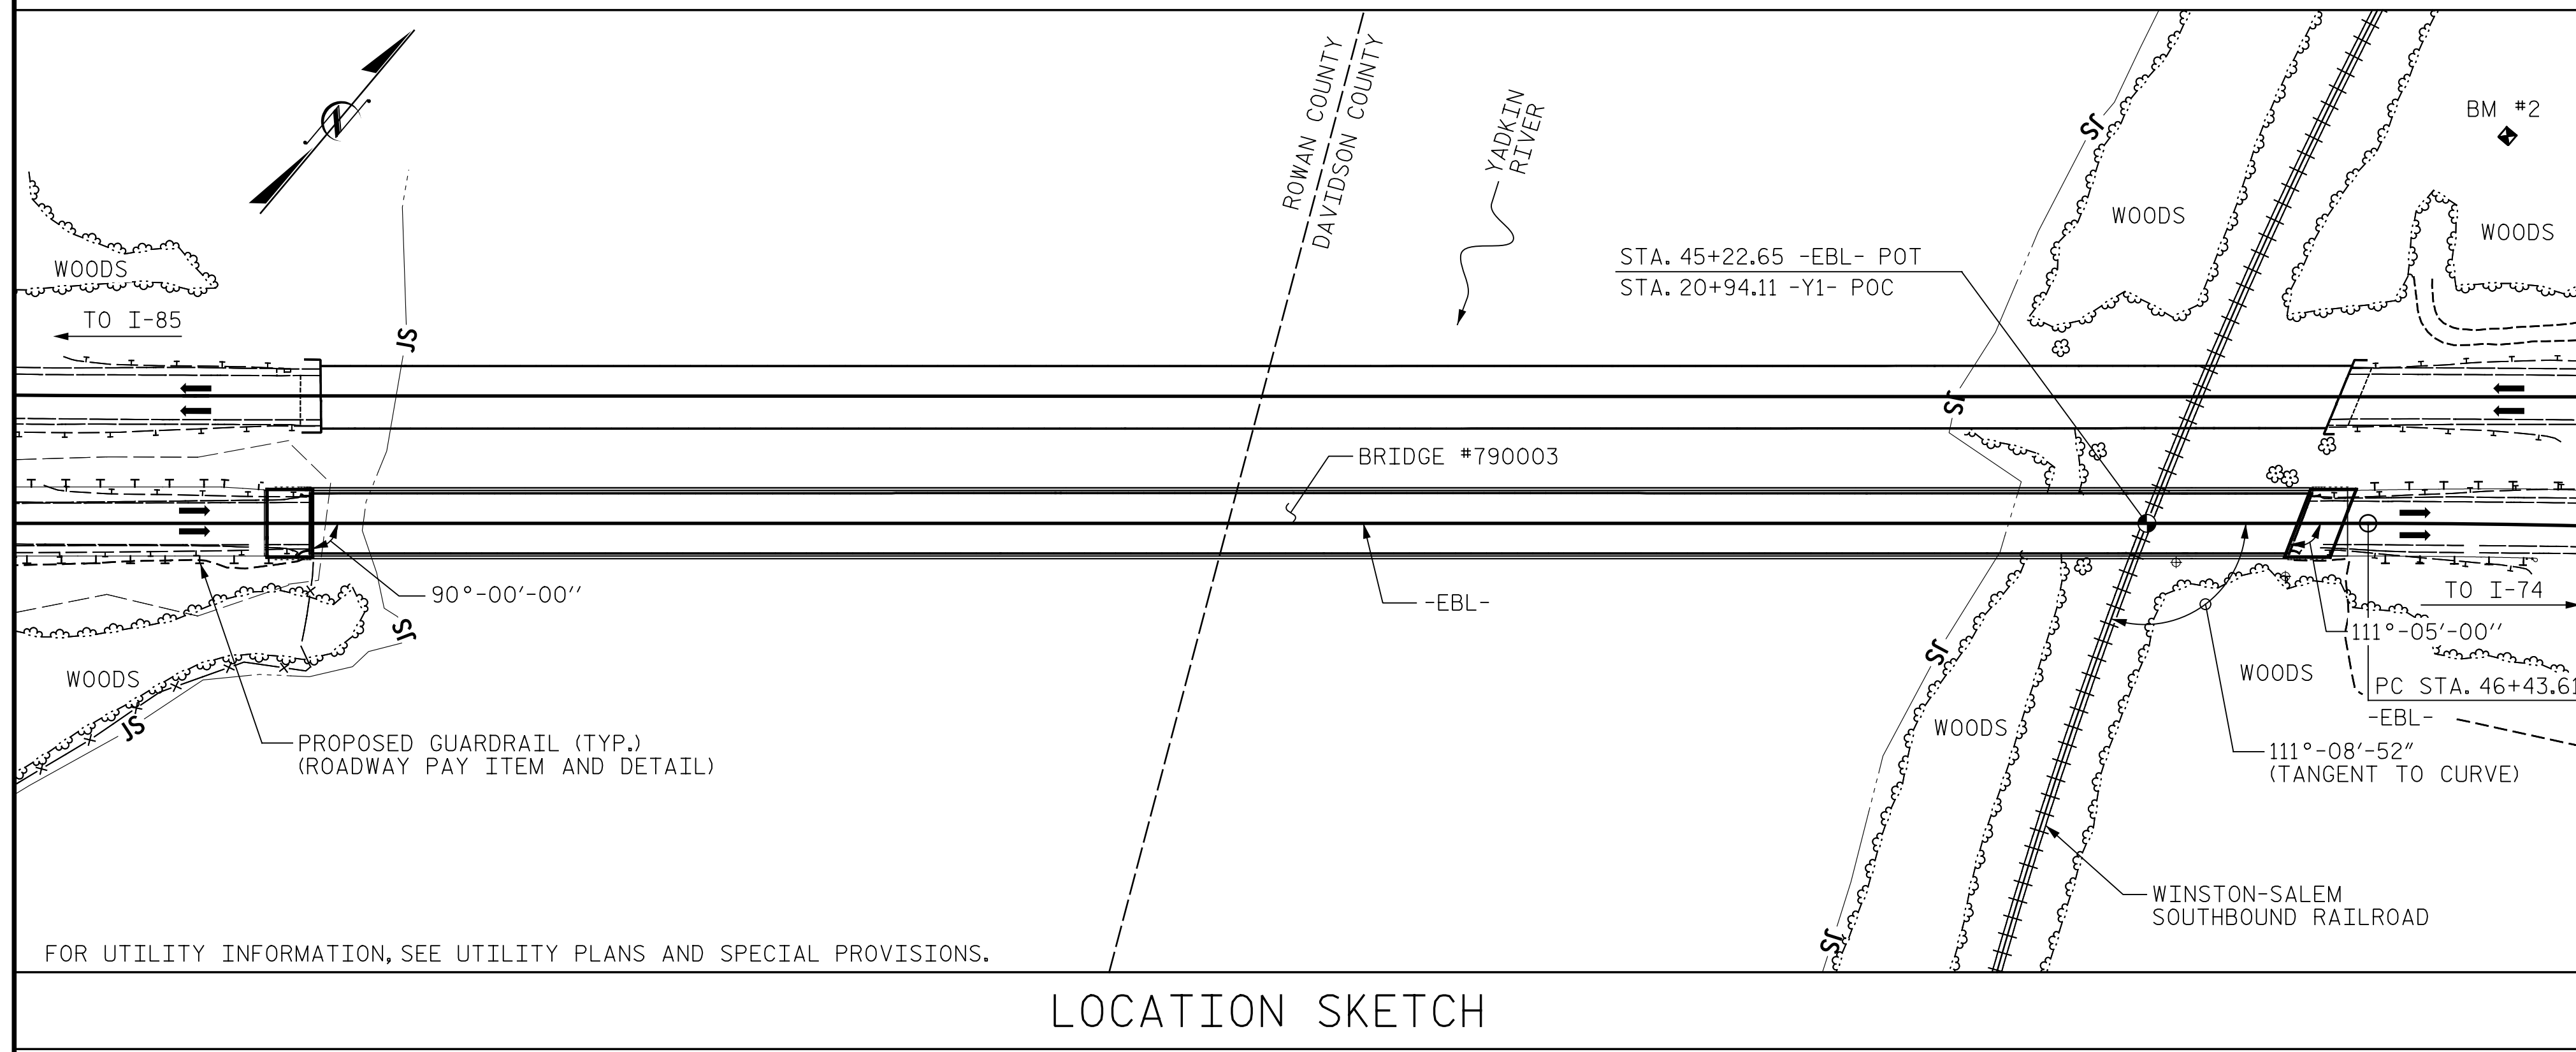 ROWAN COUNTY
DAVIDSON COUNTY
YADKIN
RIVER
N
BM #2
WOODS
WOODS
WOODS
TO I-85
JS
JS
JS
STA. 45+22.65 -EBL- POT
STA. 20+94.11 -Y1- POC
BRIDGE #790003
90°-00'-00''
-EBL-
TO I-74
JS
JS
111°-05'-00''
WOODS
WOODS
WOODS
PC STA. 46+43.61
-EBL-
JS
111°-08'-52"
(TANGENT TO CURVE)
PROPOSED GUARDRAIL (TYP.)
(ROADWAY PAY ITEM AND DETAIL)
WINSTON-SALEM
SOUTHBOUND RAILROAD
JS
FOR UTILITY INFORMATION, SEE UTILITY PLANS AND SPECIAL PROVISIONS.
LOCATION SKETCH